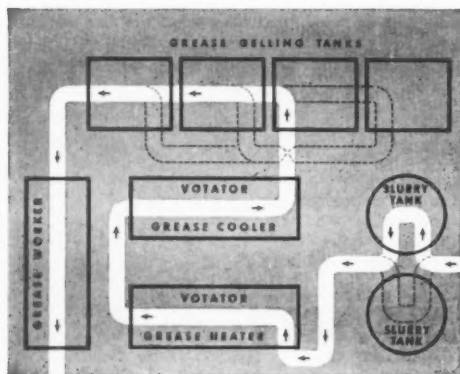 GREASE GELLING TANKS
VOTATOR
GREASE COOLER
SLURRY
TANK
GREASE WORKER
VOTATOR
GREASE HEATER
SLURRY
TANK